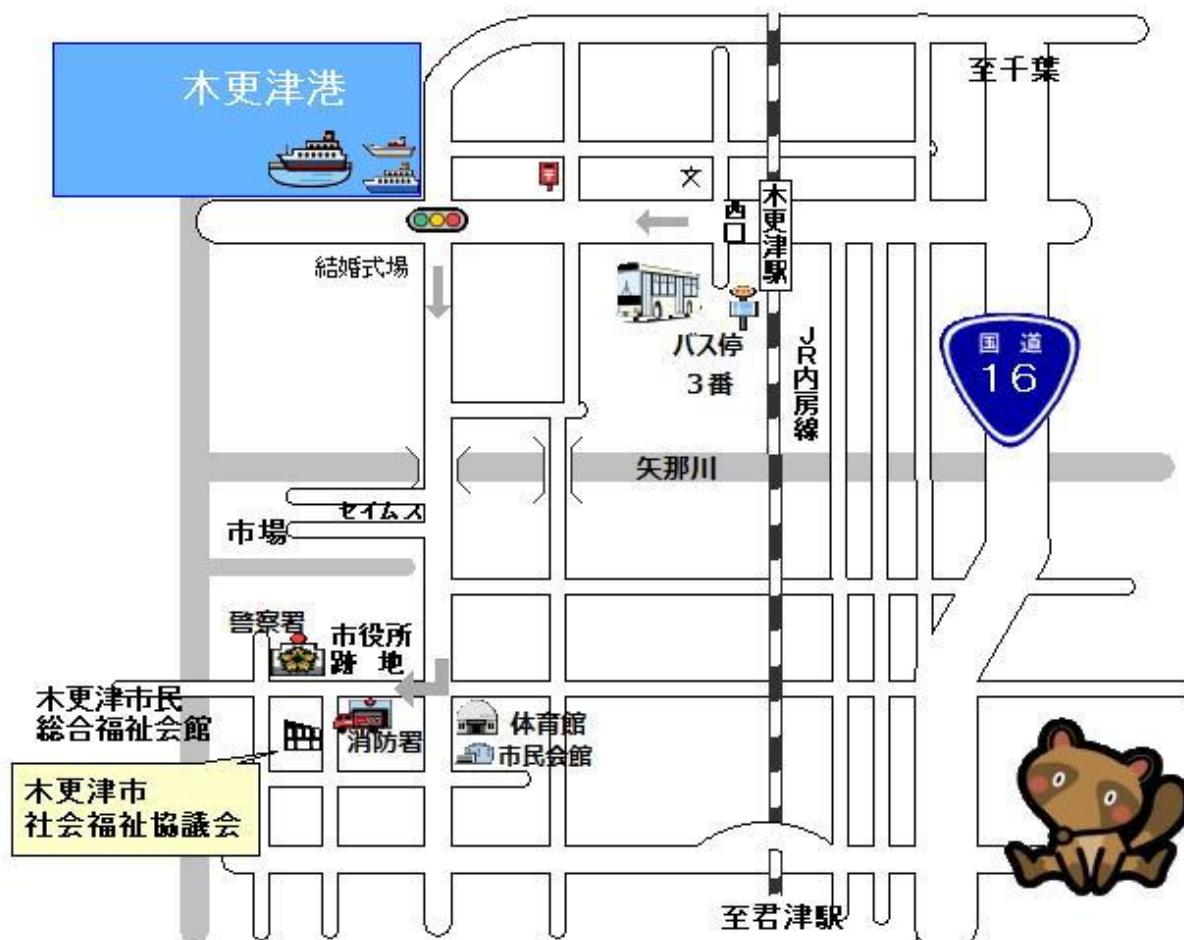 木更津港
至千葉
〒
文
西口
木更津駅
結婚式場
バス停
3番
JR内房線
国道
16
矢那川
セイムス
市場
警察署
市役所
跡地
木更津市民
総合福祉会館
消防署
体育館
市民会館
木更津市
社会福祉協議会
至君津駅